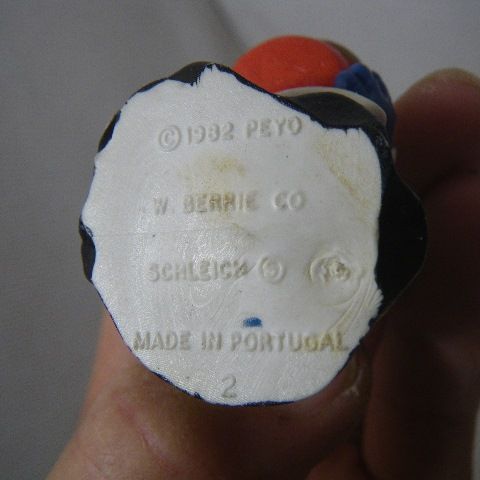 © 1982 PEYO
W. BERRIE CO
SCHLEICH S
MADE IN PORTUGAL
2